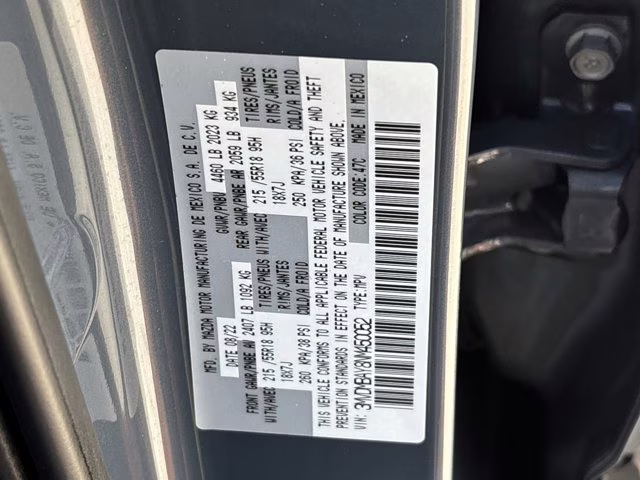 MFD. BY MAZDA MOTOR MANUFACTURING DE MEXICO S.A. DE C.V.
DATE 08/22 GVWR/PNBV 4460 LB 2023 KG
FRONT GAWR/PNBE AV 2407 LB 1092 KG REAR GAWR/PNBE AR 2059 LB 934 KG
WITH/AVEC 215 /55R18 95H TIRES/PNEUS WITH/AVEC 215 /55R18 95H TIRES/PNEUS
18X7J RIMS/JANTES 18X7J RIMS/JANTES
260 KPA/38 PSI COLD/A FROID 250 KPA/36 PSI COLD/A FROID
THIS VEHICLE CONFORMS TO ALL APPLICABLE FEDERAL MOTOR VEHICLE SAFETY AND THEFT
PREVENTION STANDARDS IN EFFECT ON THE DATE OF MANUFACTURE SHOWN ABOVE.
VIN: TYPE: MPV COLOR CODE: 47C MADE IN MEXICO